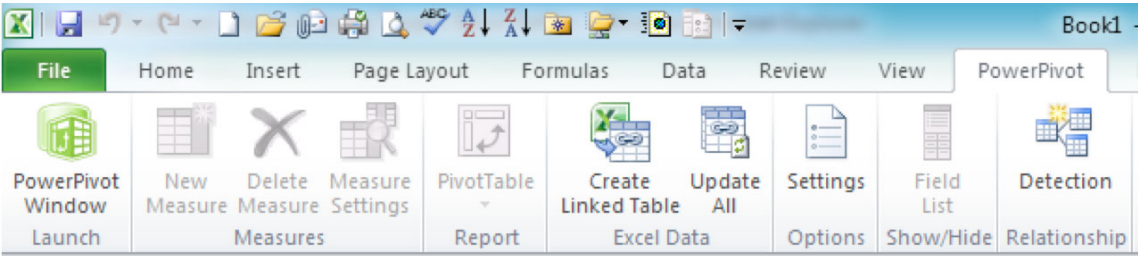 ABC
A
Z
Z
A
Book1 -
File Home Insert Page Layout Formulas Data Review View PowerPivot
PowerPivot Window
New Measure
Delete Measure
Measure Settings
PivotTable
Create Linked Table
Update All
Settings
Field List
Detection
Launch Measures Report Excel Data Options Show/Hide Relationship